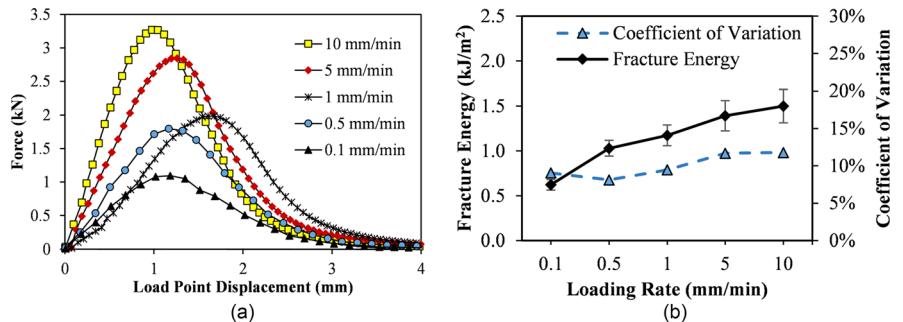 3.5
3
2.5
2
1.5
1
0.5
0
0
1
2
3
4
Force (kN)
Load Point Displacement (mm)
10 mm/min
5 mm/min
1 mm/min
0.5 mm/min
0.1 mm/min
(a)
2.5
2.0
1.5
1.0
0.5
0.0
Fracture Energy (kJ/m²)
Coefficient of Variation
Fracture Energy
30%
25%
20%
15%
10%
5%
0%
Coefficient of Variation
0.1
0.5
1
5
10
Loading Rate (mm/min)
(b)